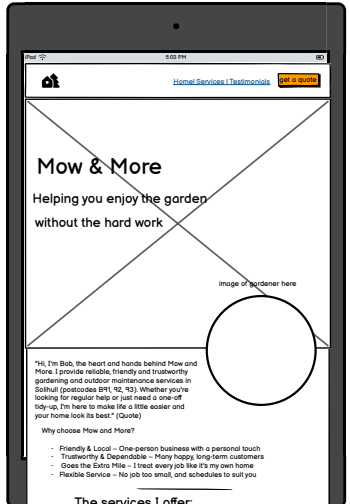 iPod 5:03 PM
Home| Services | Testimonials get a quote
Mow & More
Helping you enjoy the garden
without the hard work
image of gardener here
"Hi, I'm Bob, the heart and hands behind Mow and
More. I provide reliable, friendly and trustworthy
gardening and outdoor maintenance services in
Solihull (postcodes B91, 92, 93). Whether you're
looking for regular help or just need a one-off
tidy-up, I'm here to make life a little easier and
your home look its best." (Quote)
Why choose Mow and More?
· Friendly & Local – One-person business with a personal touch
· Trustworthy & Dependable – Many happy, long-term customers
· Goes the Extra Mile – I treat every job like it's my own home
· Flexible Service – No job too small, and schedules to suit you
The services I offer: